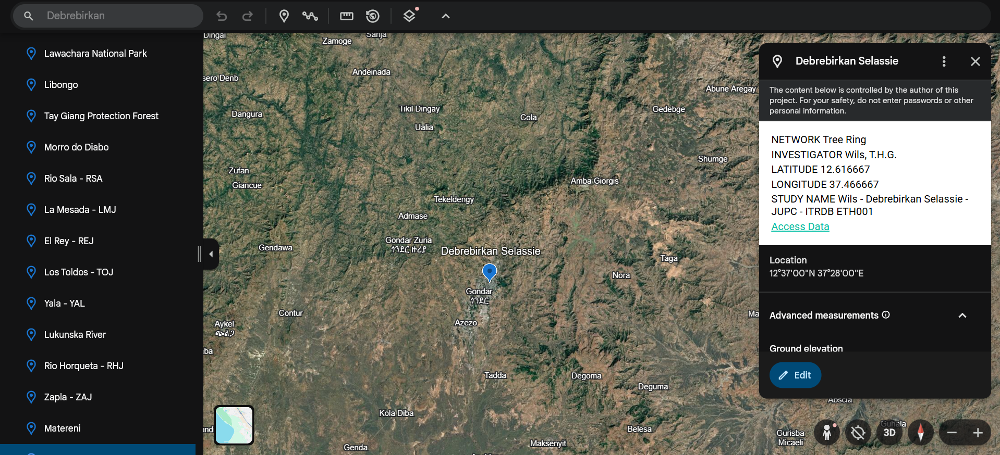 Debrebirkan
Lawachara National Park
Libongo
Tay Giang Protection Forest
Morro do Diabo
Rio Sala - RSA
La Mesada - LMJ
El Rey - REJ
Los Toldos - TOJ
Yala - YAL
Lukunska River
Rio Horqueta - RHJ
Zapla - ZAJ
Matereni
Dingai
Zamoge
Sanja
Andeinada
sero Denb
Abune Aregay
Tikil Dingay
Dangura
Cola
Gedebge
Ualia
Shumge
Zufan
Giancue
Amba Giorgis
Tekeldengy
Admase
Gondar Zuria
ጎንደር ዙሪያ
Gendawa
Debrebirkan Selassie
Taga
Nora
Gondar
ጎንደር
Contur
Azezo
Aykel
ጭልጋ
Ma
ba
Tadda
Degoma
Deguma
Abscia
Kola Diba
nd
Belesa
Guhala
Gurisba
Micaeli
Genda
Maksenyit
Debrebirkan Selassie
The content below is controlled by the author of this
project. For your safety, do not enter passwords or other
personal information.
NETWORK Tree Ring
INVESTIGATOR Wils, T.H.G.
LATITUDE 12.616667
LONGITUDE 37.466667
STUDY NAME Wils - Debrebirkan Selassie -
JUPC - ITRDB ETH001
Access Data
Location
12°37'00"N 37°28'00"E
Advanced measurements
Ground elevation
Edit
3D